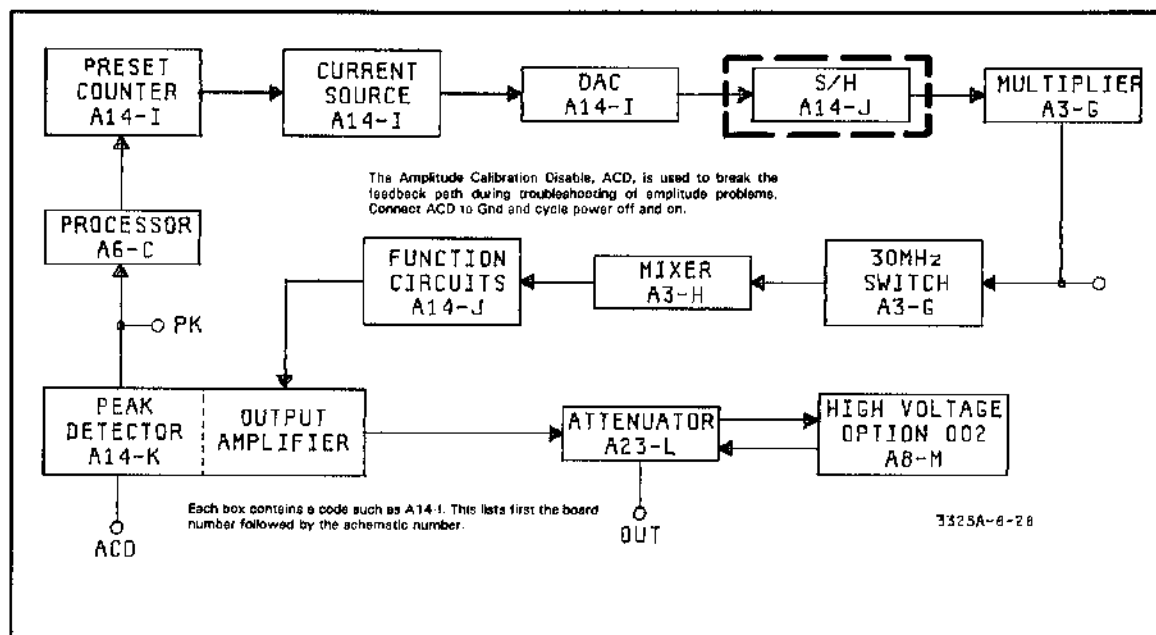 PRESET
COUNTER
A14-I
CURRENT
SOURCE
A14-I
DAC
A14-I
S/H
A14-J
MULTIPLIER
A3-G
The Amplitude Calibration Disable, ACD, is used to break the
feedback path during troubleshooting of amplitude problems.
Connect ACD to Gnd and cycle power off and on.
PROCESSOR
A6-C
FUNCTION
CIRCUITS
A14-J
MIXER
A3-H
30MHz
SWITCH
A3-G
PK
PEAK
DETECTOR
A14-K
OUTPUT
AMPLIFIER
ATTENUATOR
A23-L
HIGH VOLTAGE
OPTION 002
A8-M
Each box contains a code such as A14-I. This lists first the board
number followed by the schematic number.
ACD
OUT
3325A-8-28